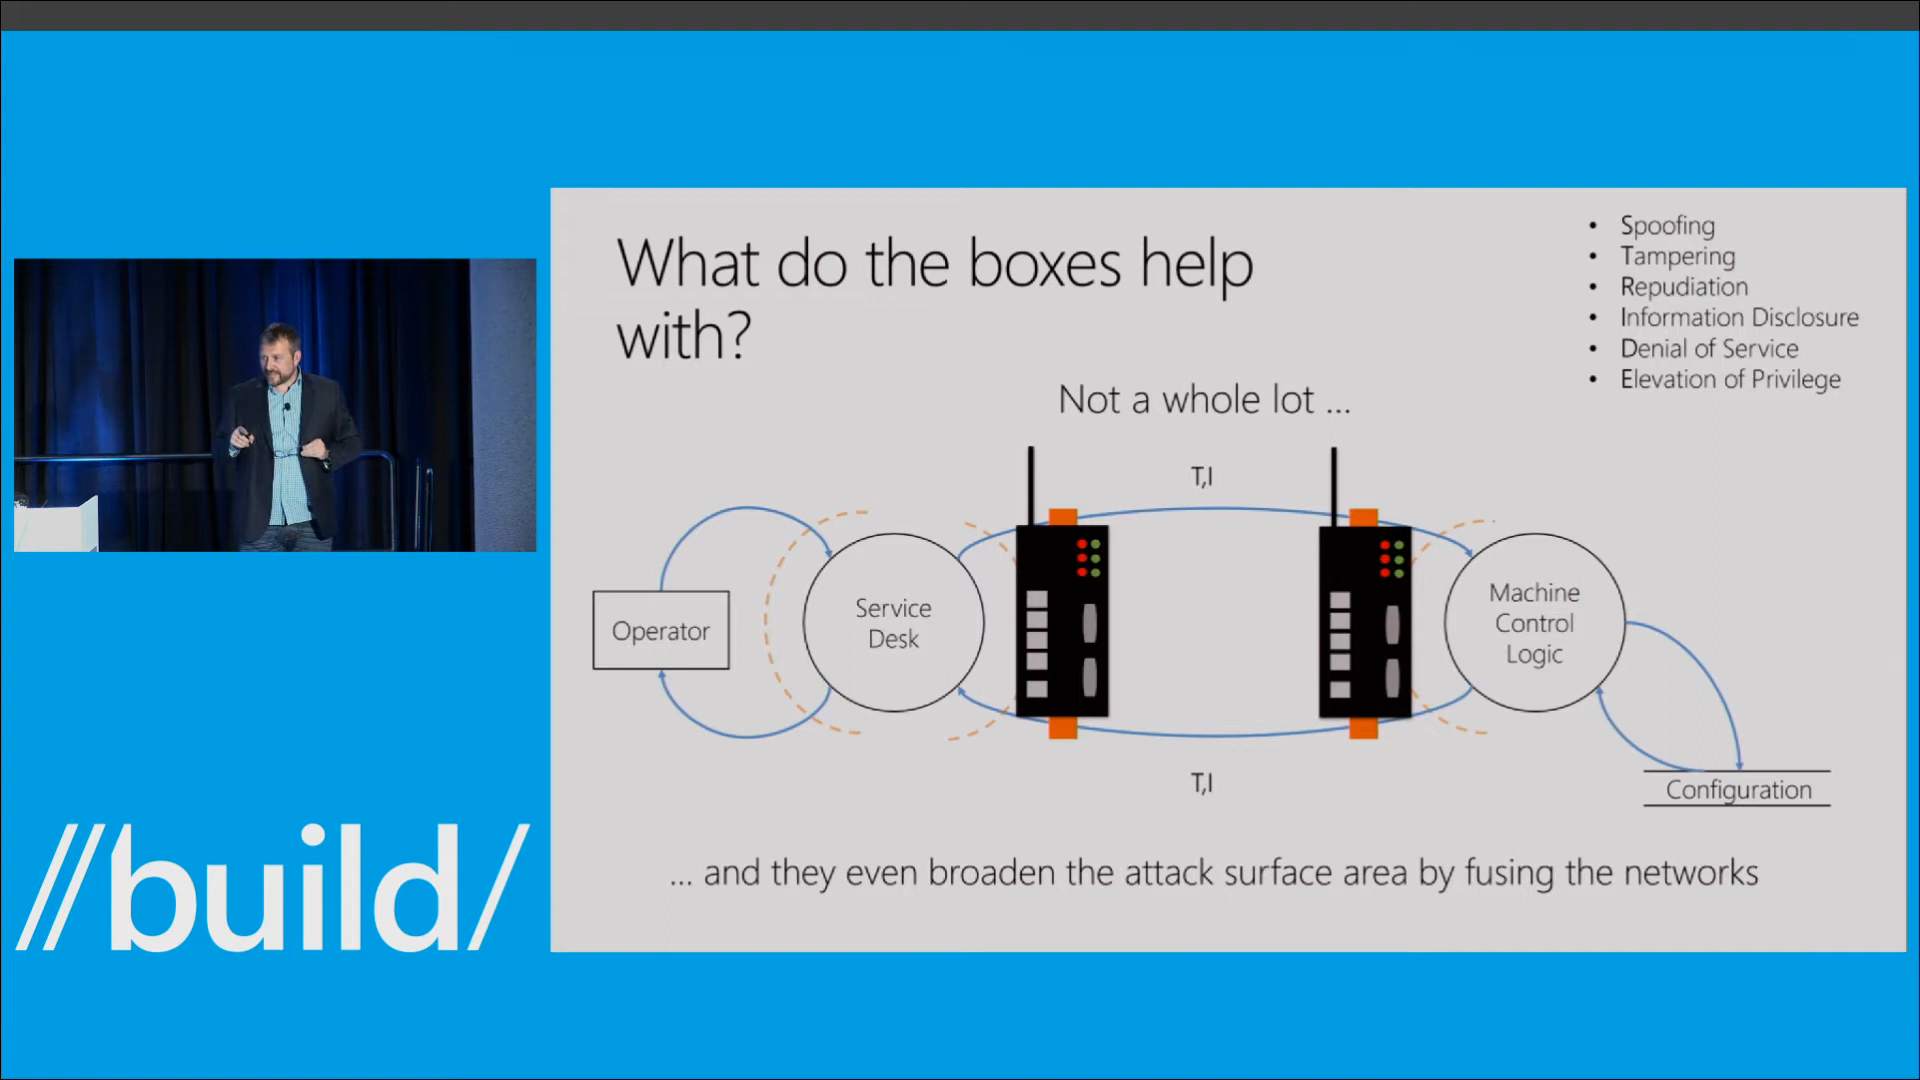 What do the boxes help
with?
• Spoofing
• Tampering
• Repudiation
• Information Disclosure
• Denial of Service
• Elevation of Privilege
Not a whole lot ...
T,I
Operator
Service
Desk
Machine
Control
Logic
Configuration
T,I
... and they even broaden the attack surface area by fusing the networks
//build/